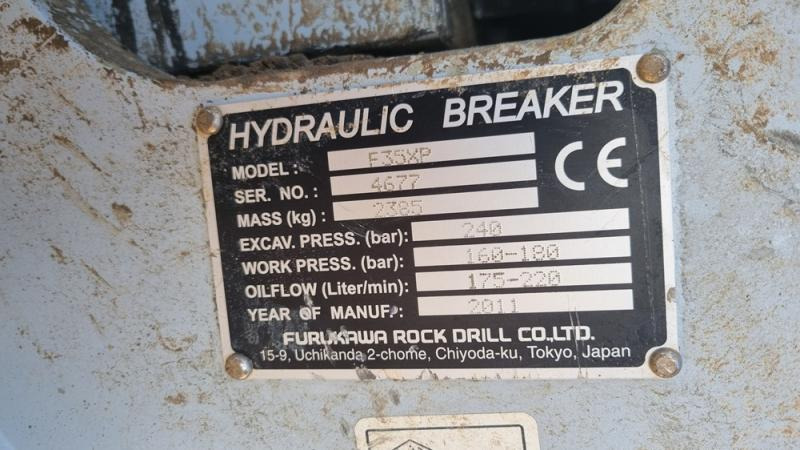 HYDRAULIC BREAKER
MODEL : F35XP
SER. NO. : 4677
MASS (kg) : 2385
EXCAV. PRESS. (bar): 240
WORK PRESS. (bar): 160-180
OILFLOW (Liter/min): 175-220
YEAR OF MANUF.: 2011
CE
FURUKAWA ROCK DRILL CO.,LTD.
15-9, Uchikanda 2-chome, Chiyoda-ku, Tokyo, Japan